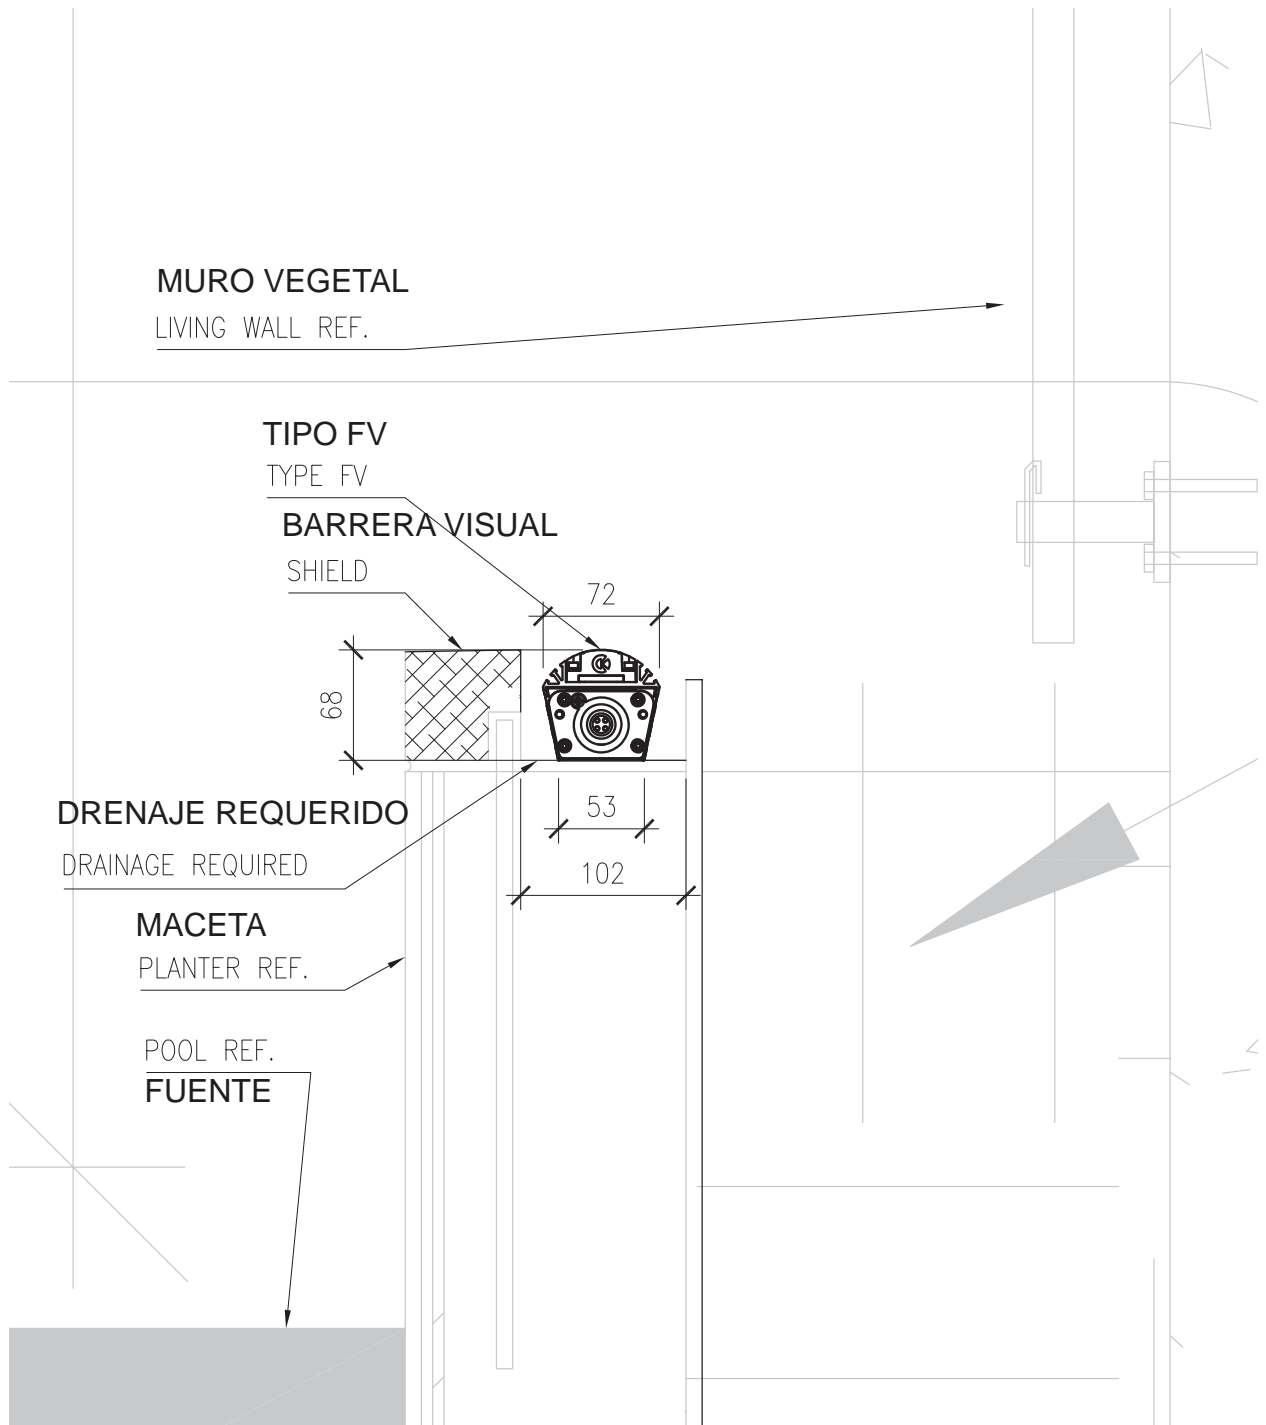 MURO VEGETAL
LIVING WALL REF.
TIPO FV
TYPE FV
BARRERA VISUAL
SHIELD
72
68
53
DRENAJE REQUERIDO
DRAINAGE REQUIRED
102
MACETA
PLANTER REF.
POOL REF.
FUENTE